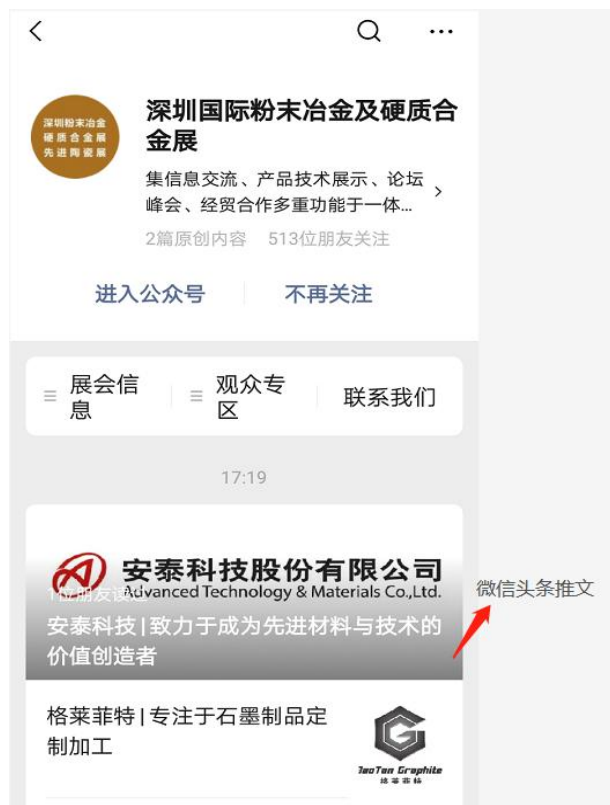 深圳粉末冶金
硬质合金展
先进陶瓷展
深圳国际粉末冶金及硬质合
金展
集信息交流、产品技术展示、论坛
峰会、经贸合作多重功能于一体...
2篇原创内容 513位朋友关注
进入公众号 不再关注
展会信
息
观众专
区
联系我们
17:19
安泰科技股份有限公司
Advanced Technology & Materials Co.,Ltd.
1位朋友读过
安泰科技|致力于成为先进材料与技术的
价值创造者
微信头条推文
格莱菲特|专注于石墨制品定
制加工
TaoTan Graphite
格莱菲特